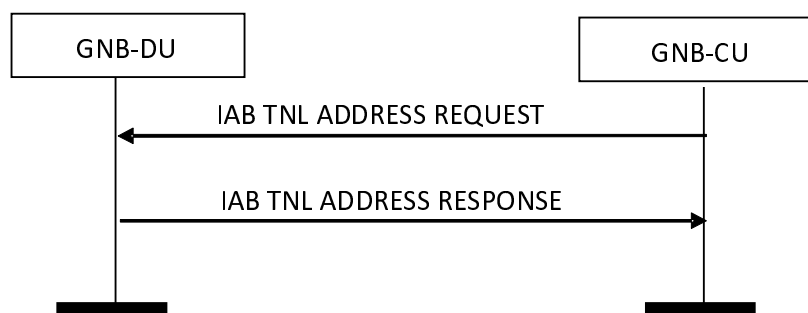 GNB-DU
GNB-CU
IAB TNL ADDRESS REQUEST
IAB TNL ADDRESS RESPONSE